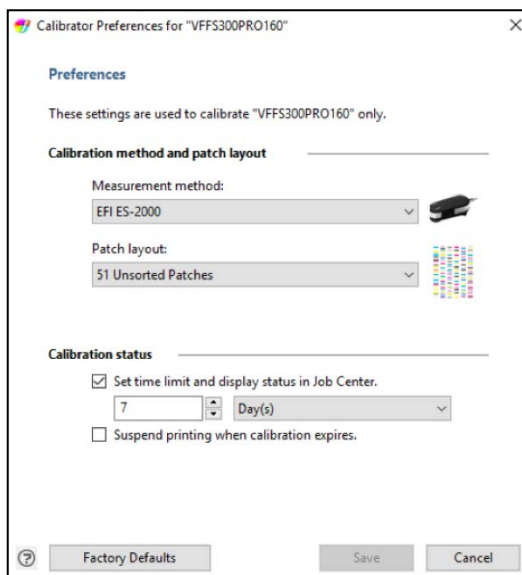 Calibrator Preferences for "VFFS300PRO160"
Preferences
These settings are used to calibrate "VFFS300PRO160" only.
Calibration method and patch layout
Measurement method:
EFI ES-2000
Patch layout:
51 Unsorted Patches
Calibration status
Set time limit and display status in Job Center.
7 Day(s)
Suspend printing when calibration expires.
? Factory Defaults Save Cancel